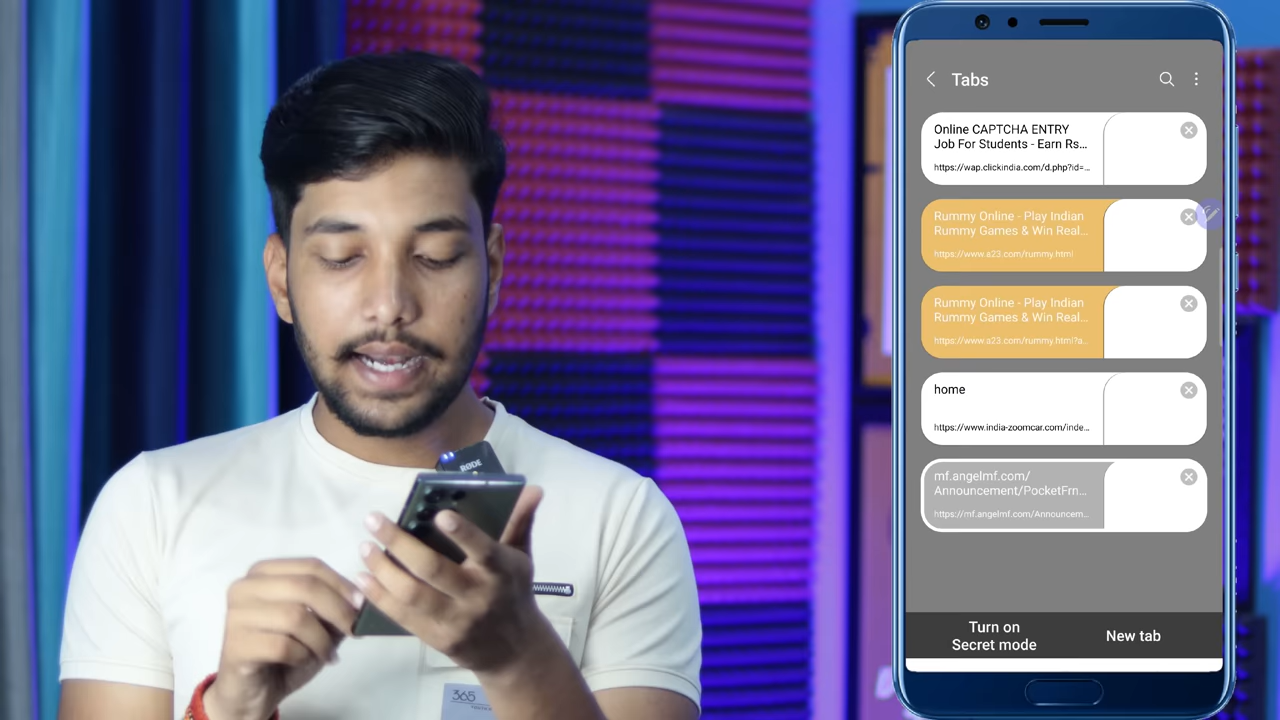 Tabs
Online CAPTCHA ENTRY
Job For Students - Earn Rs...
https://wap.clickindia.com/d.php?id=...
Rummy Online - Play Indian
Rummy Games & Win Real...
https://www.a23.com/rummy.html
Rummy Online - Play Indian
Rummy Games & Win Real...
https://www.a23.com/rummy.html?a...
home
https://www.india-zoomcar.com/inde...
mf.angelmf.com/
Announcement/PocketFrn...
https://mf.angelmf.com/Announcem...
Turn on
Secret mode
New tab
RØDE
365